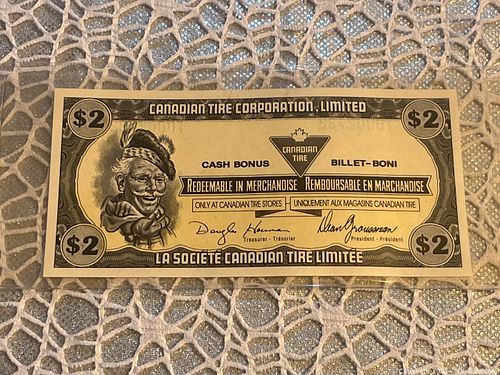 CANADIAN TIRE CORPORATION, LIMITED
$2 $2
CANADIAN
TIRE
CASH BONUS BILLET-BONI
REDEEMABLE IN MERCHANDISE REMBOURSABLE EN MARCHANDISE
ONLY AT CANADIAN TIRE STORES UNIQUEMENT AUX MAGASINS CANADIAN TIRE
Treasurer - Trésorier President - Président
$2 $2
LA SOCIÉTÉ CANADIAN TIRE LIMITÉE